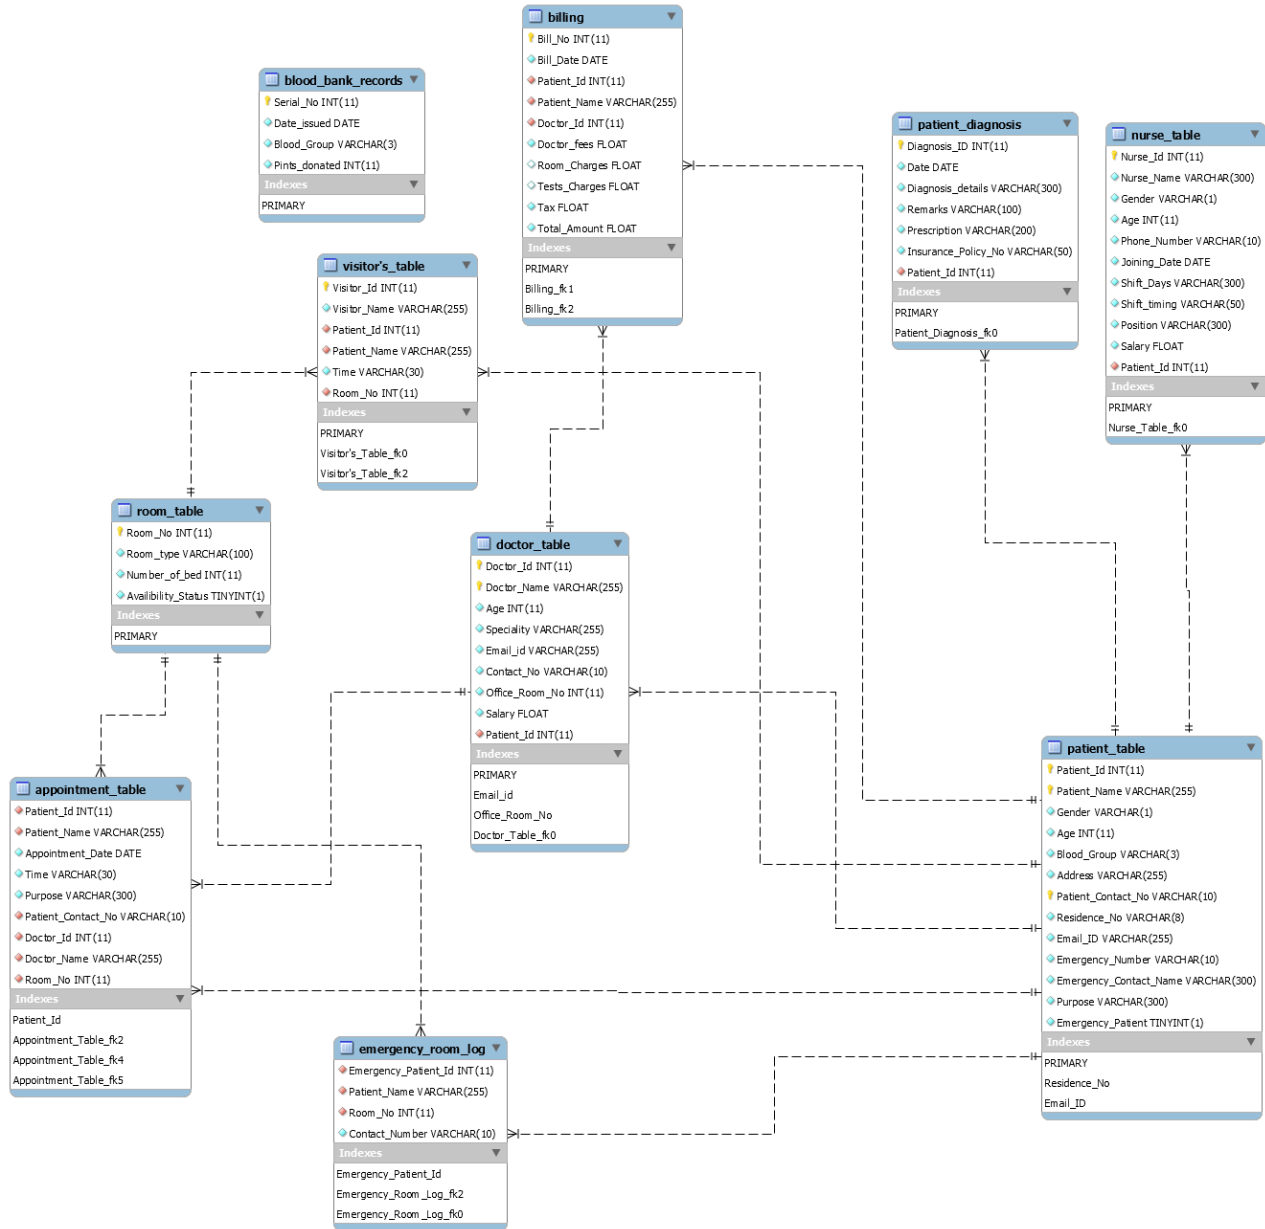 billing
Bill_No INT(11)
Bill_Date DATE
Patient_Id INT(11)
Patient_Name VARCHAR(255)
Doctor_Id INT(11)
Doctor_fees FLOAT
Room_Charges FLOAT
Tests_Charges FLOAT
Tax FLOAT
Total_Amount FLOAT
Indexes
PRIMARY
Billing_fk1
Billing_fk2
blood_bank_records
Serial_No INT(11)
Date_issued DATE
Blood_Group VARCHAR(3)
Pints_donated INT(11)
Indexes
PRIMARY
patient_diagnosis
Diagnosis_ID INT(11)
Date DATE
Diagnosis_details VARCHAR(300)
Remarks VARCHAR(100)
Prescription VARCHAR(200)
Insurance_Policy_No VARCHAR(50)
Patient_Id INT(11)
Indexes
PRIMARY
Patient_Diagnosis_fk0
nurse_table
Nurse_Id INT(11)
Nurse_Name VARCHAR(300)
Gender VARCHAR(1)
Age INT(11)
Phone_Number VARCHAR(10)
Joining_Date DATE
Shift_Days VARCHAR(300)
Shift_timing VARCHAR(50)
Position VARCHAR(300)
Salary FLOAT
Patient_Id INT(11)
Indexes
PRIMARY
Nurse_Table_fk0
visitor's_table
Visitor_Id INT(11)
Visitor_Name VARCHAR(255)
Patient_Id INT(11)
Patient_Name VARCHAR(255)
Time VARCHAR(30)
Room_No INT(11)
Indexes
PRIMARY
Visitor's_Table_fk0
Visitor's_Table_fk2
room_table
Room_No INT(11)
Room_type VARCHAR(100)
Number_of_bed INT(11)
Availibility_Status TINYINT(1)
Indexes
PRIMARY
doctor_table
Doctor_Id INT(11)
Doctor_Name VARCHAR(255)
Age INT(11)
Speciality VARCHAR(255)
Email_id VARCHAR(255)
Contact_No VARCHAR(10)
Office_Room_No INT(11)
Salary FLOAT
Patient_Id INT(11)
Indexes
PRIMARY
Email_id
Office_Room_No
Doctor_Table_fk0
patient_table
Patient_Id INT(11)
Patient_Name VARCHAR(255)
Gender VARCHAR(1)
Age INT(11)
Blood_Group VARCHAR(3)
Address VARCHAR(255)
Patient_Contact_No VARCHAR(10)
Residence_No VARCHAR(8)
Email_ID VARCHAR(255)
Emergency_Number VARCHAR(10)
Emergency_Contact_Name VARCHAR(300)
Purpose VARCHAR(300)
Emergency_Patient TINYINT(1)
Indexes
PRIMARY
Residence_No
Email_ID
appointment_table
Patient_Id INT(11)
Patient_Name VARCHAR(255)
Appointment_Date DATE
Time VARCHAR(30)
Purpose VARCHAR(300)
Patient_Contact_No VARCHAR(10)
Doctor_Id INT(11)
Doctor_Name VARCHAR(255)
Room_No INT(11)
Indexes
Patient_Id
Appointment_Table_fk2
Appointment_Table_fk4
Appointment_Table_fk5
emergency_room_log
Emergency_Patient_Id INT(11)
Patient_Name VARCHAR(255)
Room_No INT(11)
Contact_Number VARCHAR(10)
Indexes
Emergency_Patient_Id
Emergency_Room_Log_fk2
Emergency_Room_Log_fk0